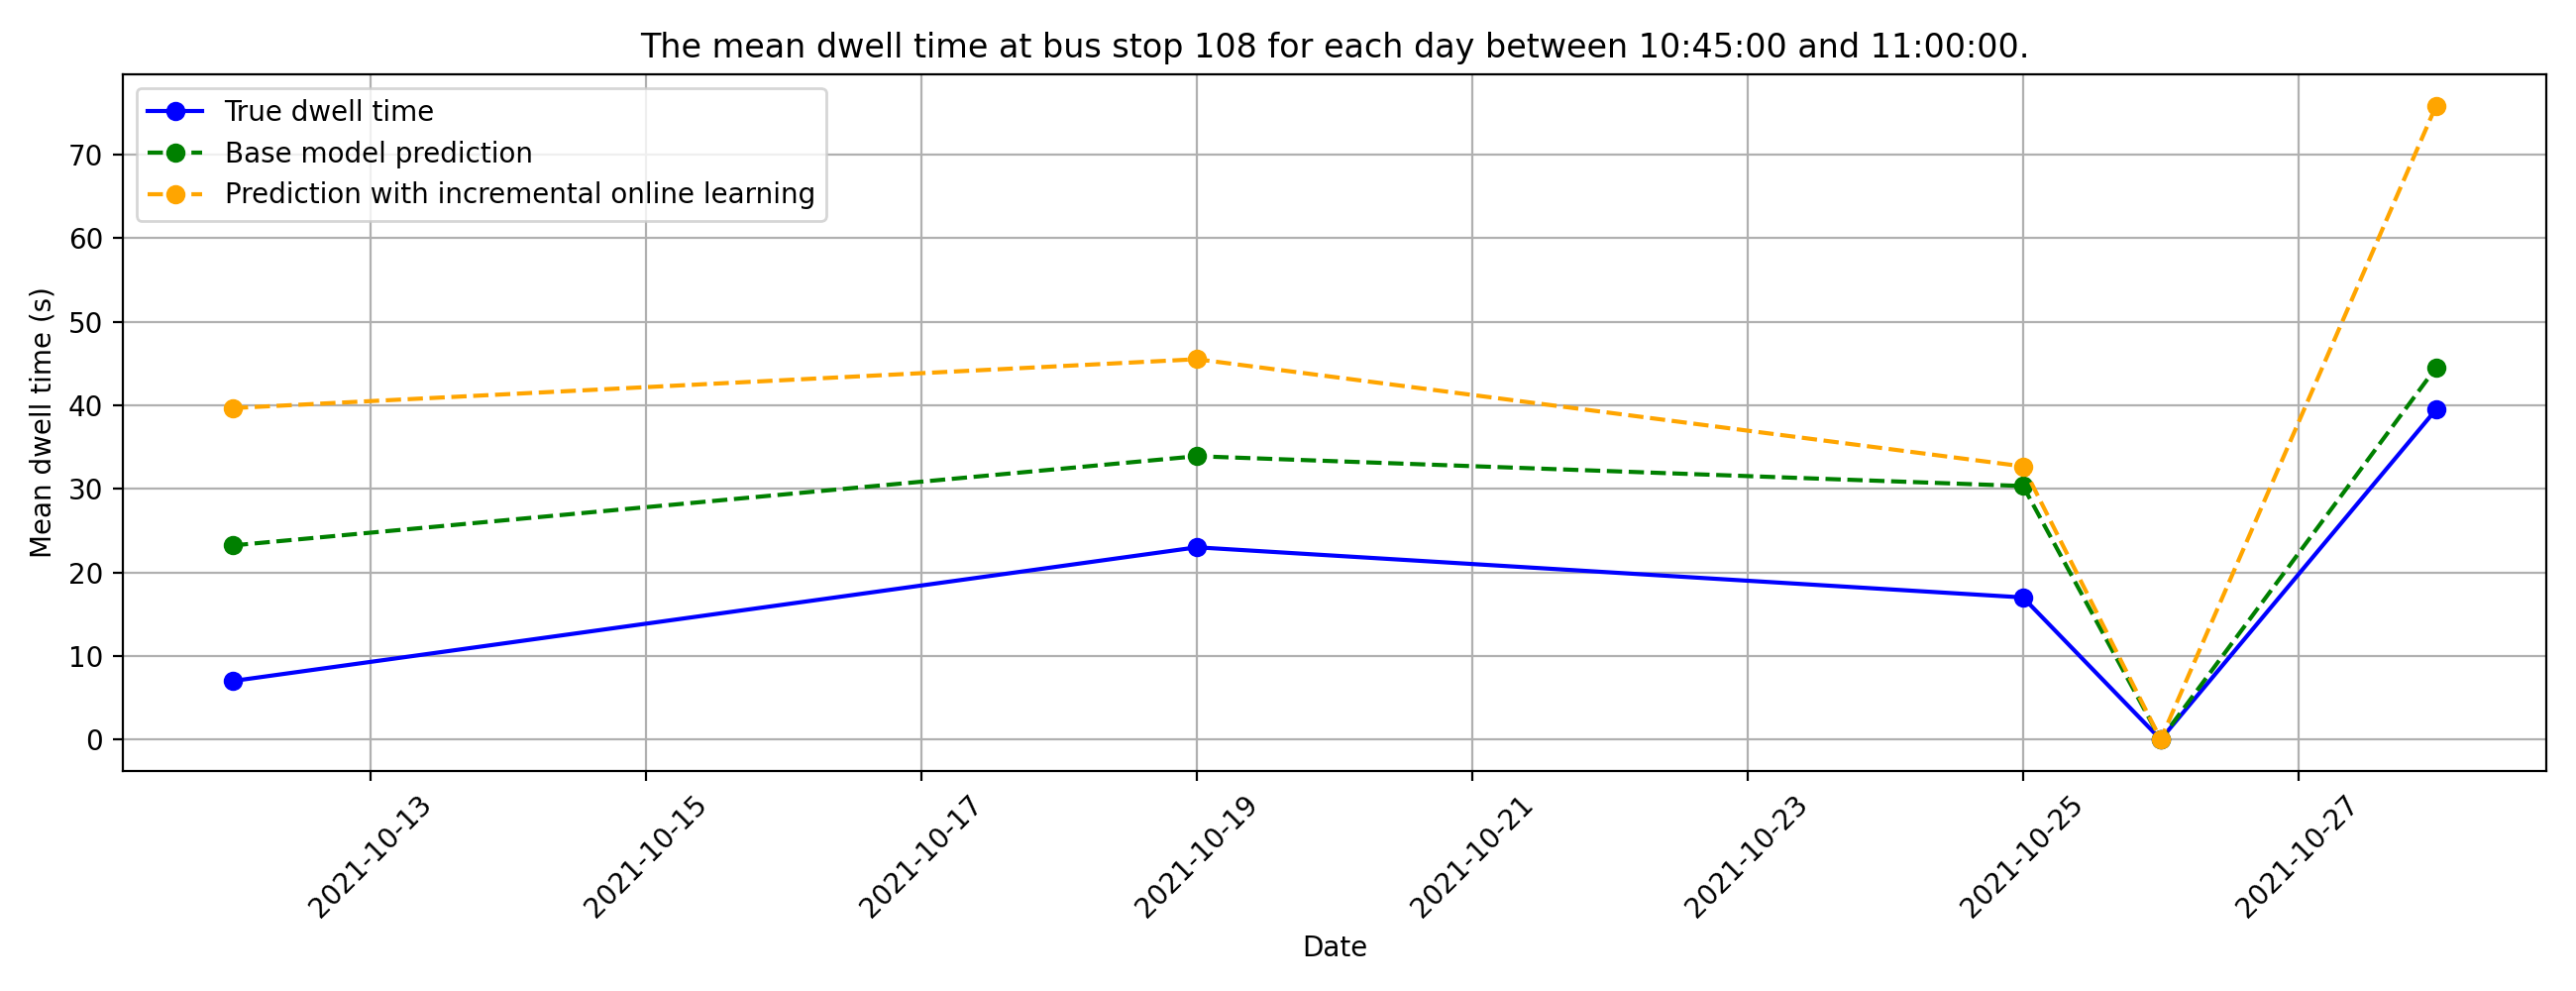 The mean dwell time at bus stop 108 for each day between 10:45:00 and 11:00:00.
True dwell time
Base model prediction
Prediction with incremental online learning
Mean dwell time (s)
70
60
50
40
30
20
10
0
2021-10-13
2021-10-15
2021-10-17
2021-10-19
2021-10-21
2021-10-23
2021-10-25
2021-10-27
Date